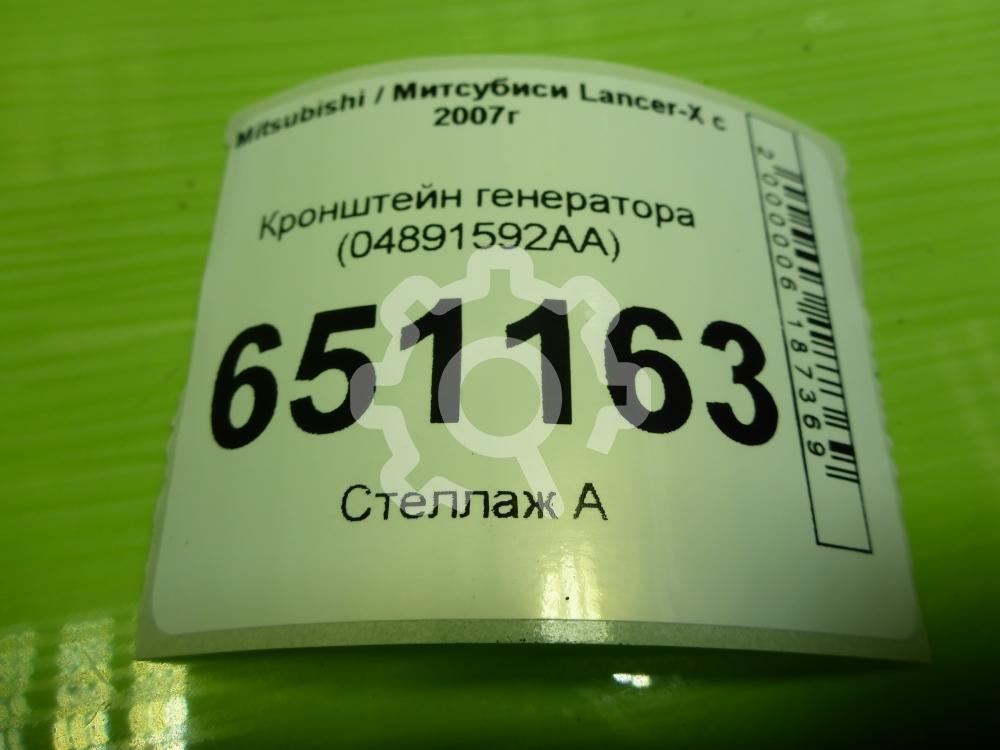 Mitsubishi / Митсубиси Lancer-X с
2007г
Кронштейн генератора
(04891592AA)
651163
Стеллаж А
2000006187369